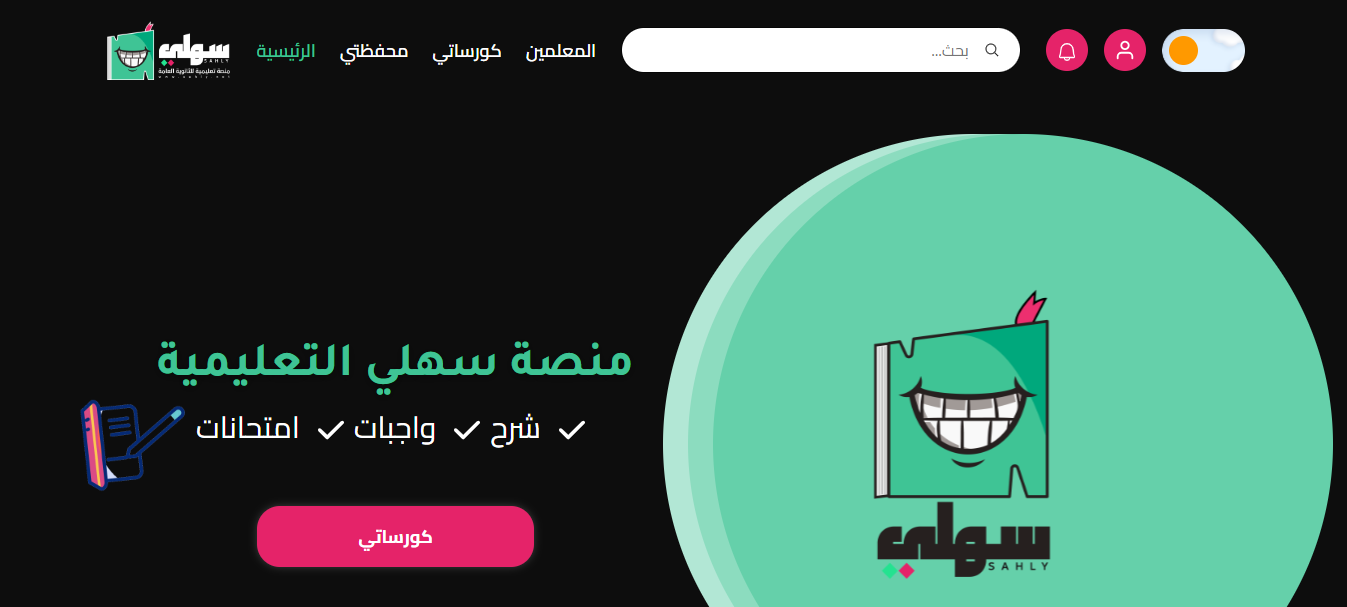 بحث...
المعلمين
كورساتي
محفظتي
الرئيسية
سهلي
SAHLY
منصة تعليمية للثانوية العامة
منصة سهلي التعليمية
شرح واجبات امتحانات
كورساتي
سهلي
SAHLY